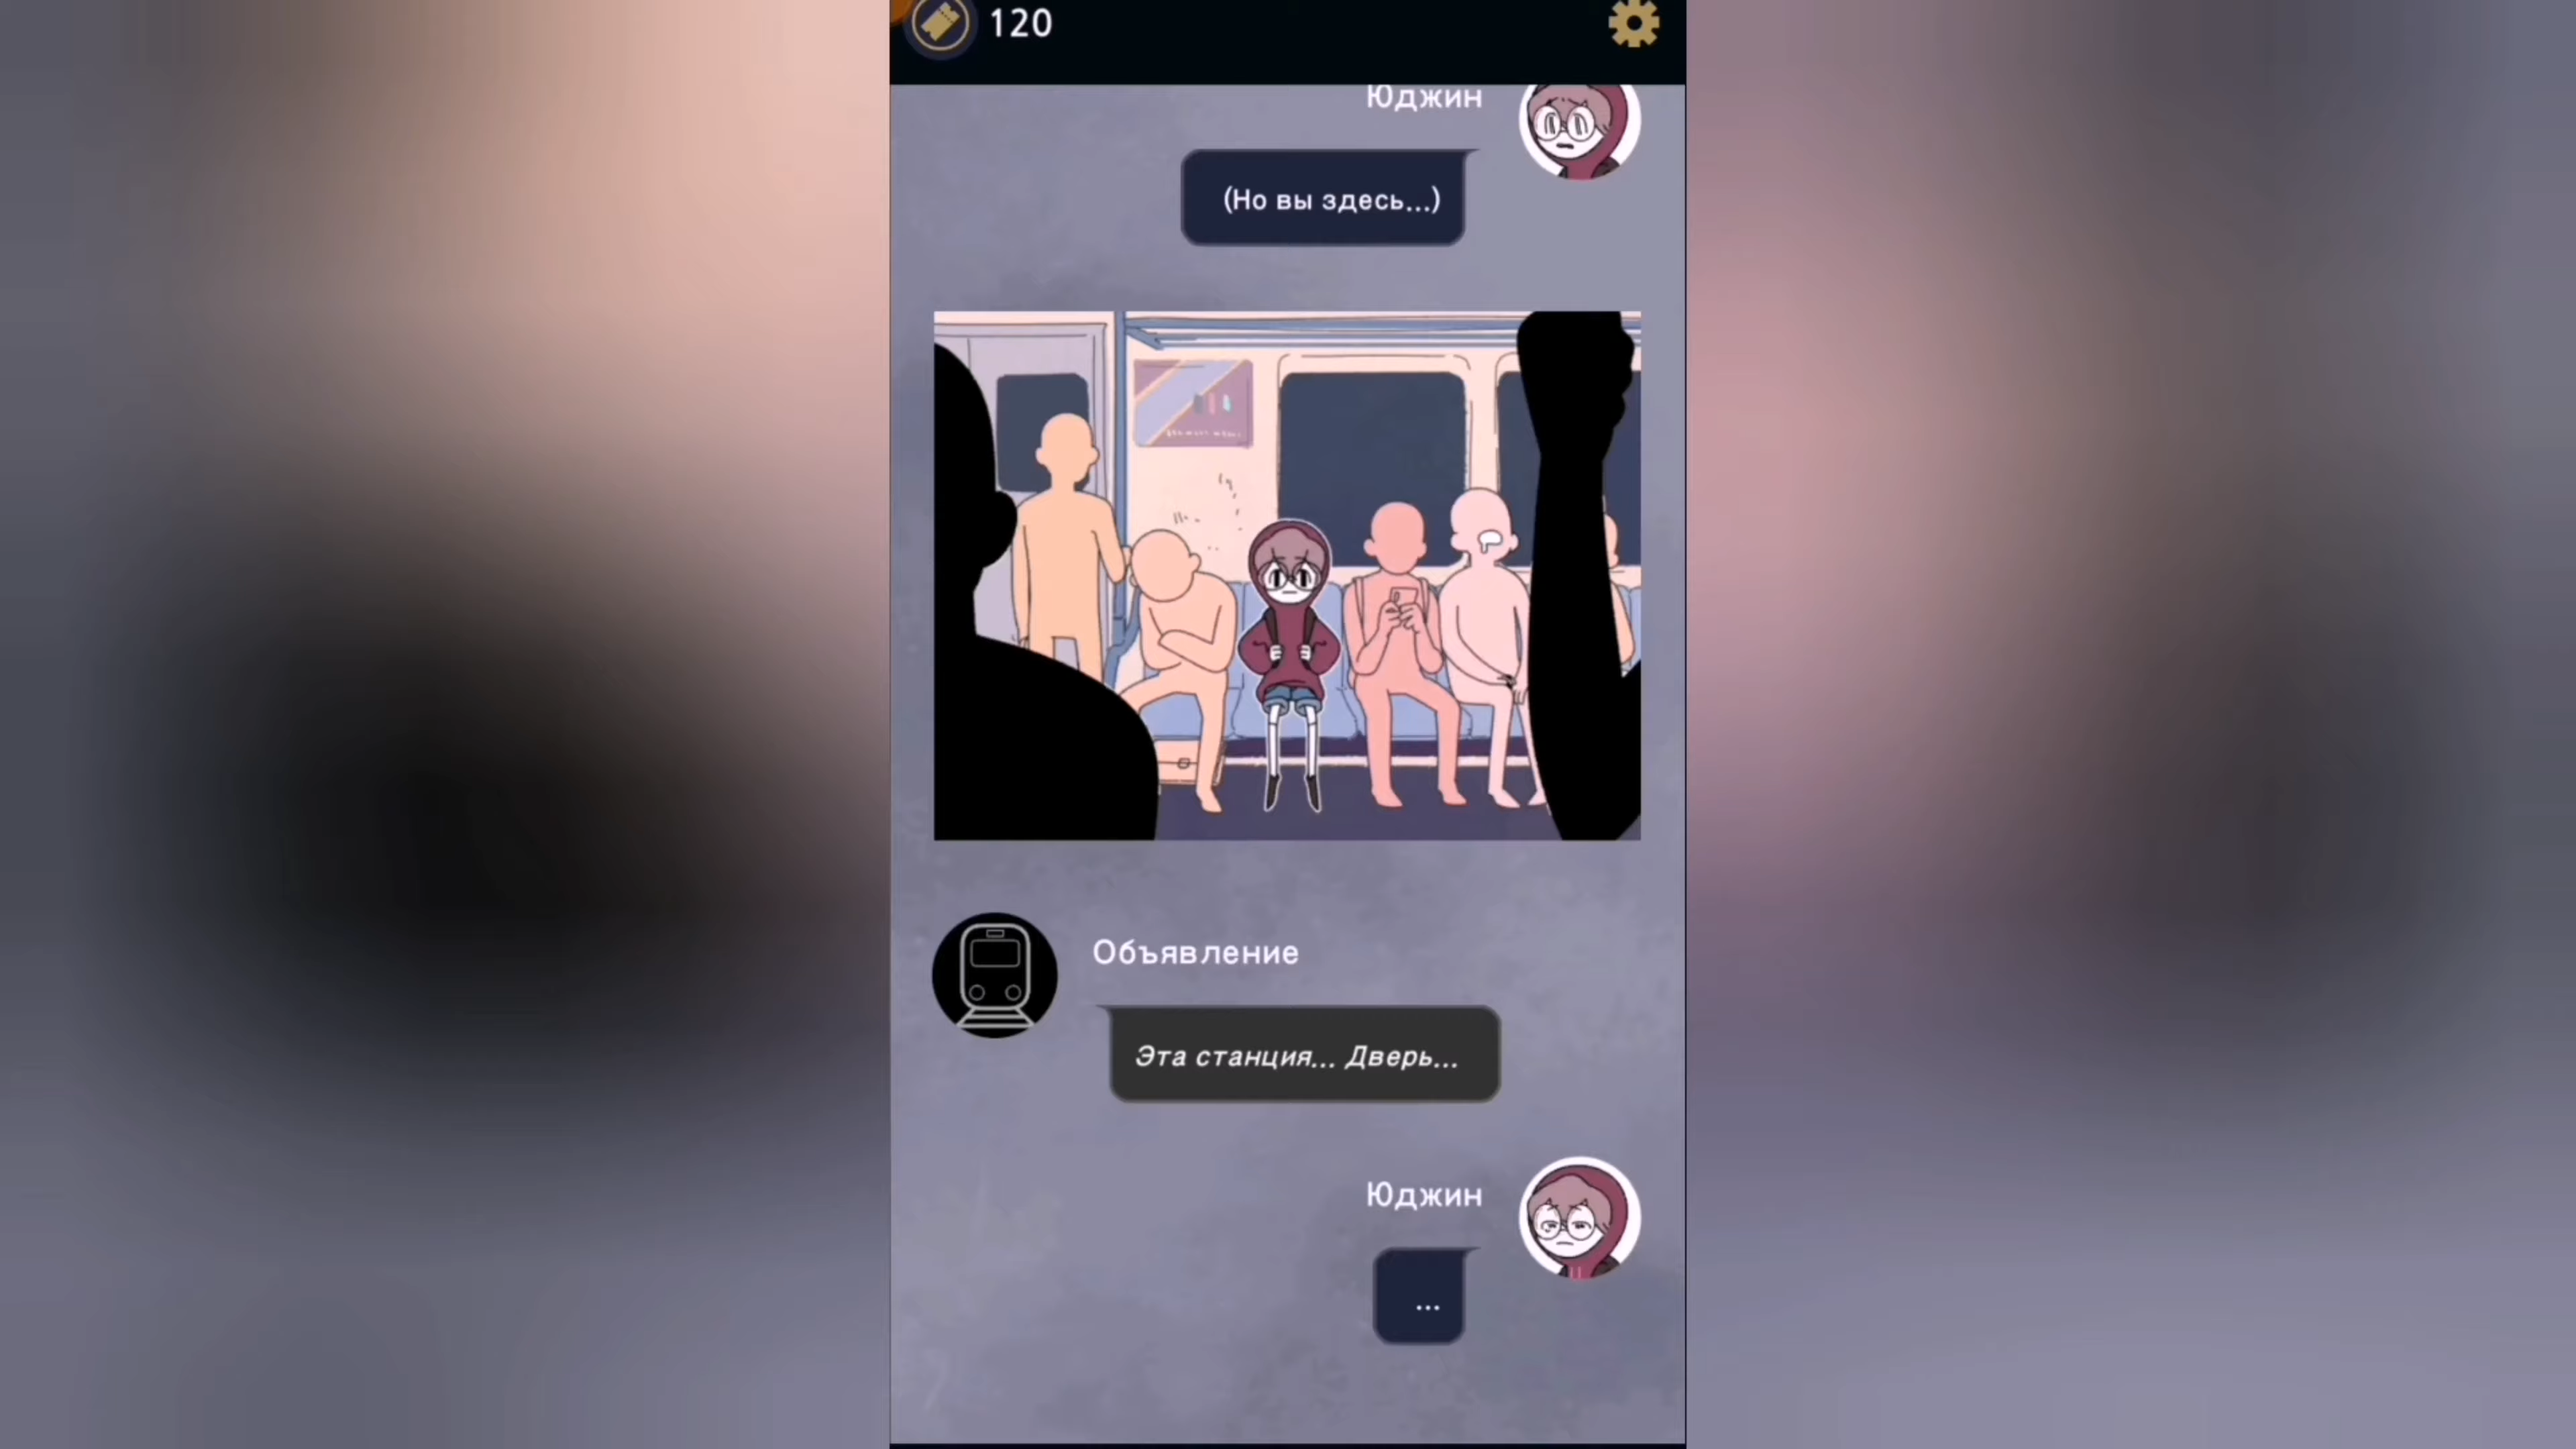 120
Юджин
(Но вы здесь...)
Объявление
Эта станция... Дверь...
Юджин
...